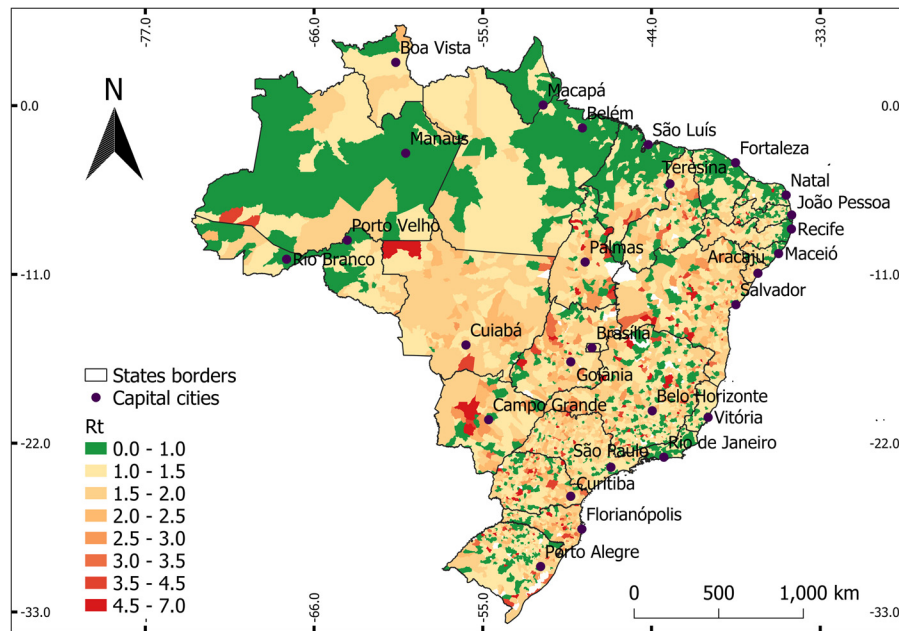 -77.0
-66.0
-55.0
-44.0
-33.0
N
0.0
0.0
Boa Vista
Macapá
Belém
São Luís
Manaus
Fortaleza
Teresina
Natal
João Pessoa
Porto Velho
Recife
Palmas
Rio Branco
Aracaju
Maceió
-11.0
-11.0
Salvador
Cuiabá
Brasília
States borders
Goiânia
Capital cities
Campo Grande
Belo Horizonte
Vitória
Rt
-22.0
-22.0
0.0 - 1.0
São Paulo
Rio de Janeiro
1.0 - 1.5
1.5 - 2.0
Curitiba
2.0 - 2.5
Florianópolis
2.5 - 3.0
3.0 - 3.5
Porto Alegre
3.5 - 4.5
0
500
1,000 km
4.5 - 7.0
-33.0
-33.0
-66.0
-55.0